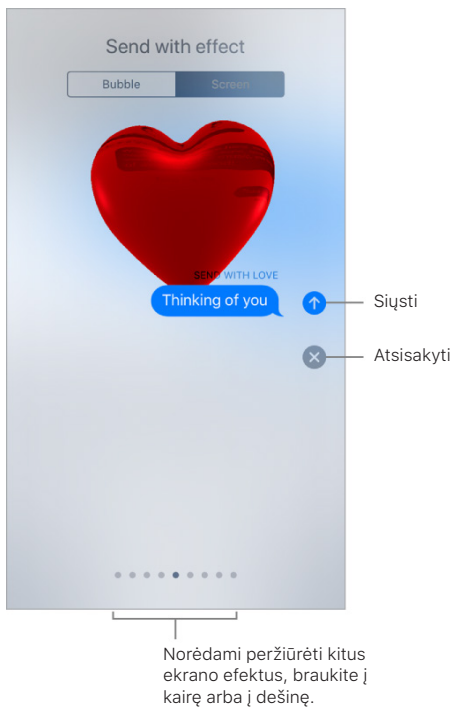 Send with effect
Bubble
Screen
SEND WITH LOVE
Thinking of you
Siųsti
Atsisakyti
Norėdami peržiūrėti kitus
ekrano efektus, braukite į
kairę arba į dešinę.